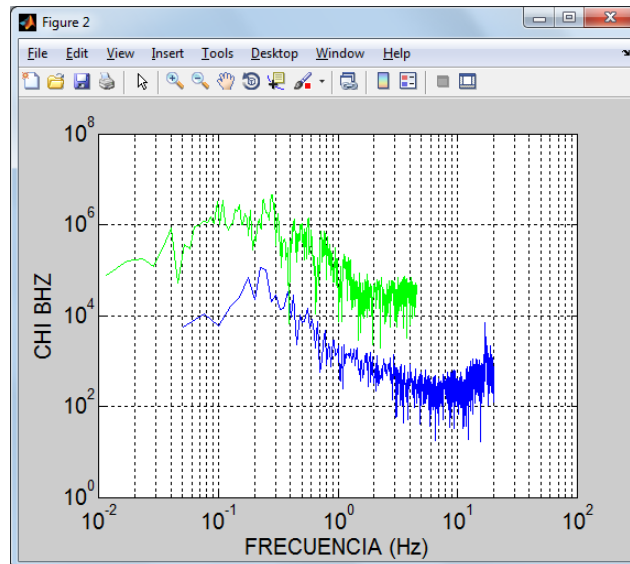 Figure 2
File Edit View Insert Tools Desktop Window Help
10^8
10^6
10^4
10^2
10^0
CHI BHZ
10^-2 10^-1 10^0 10^1 10^2
FRECUENCIA (Hz)